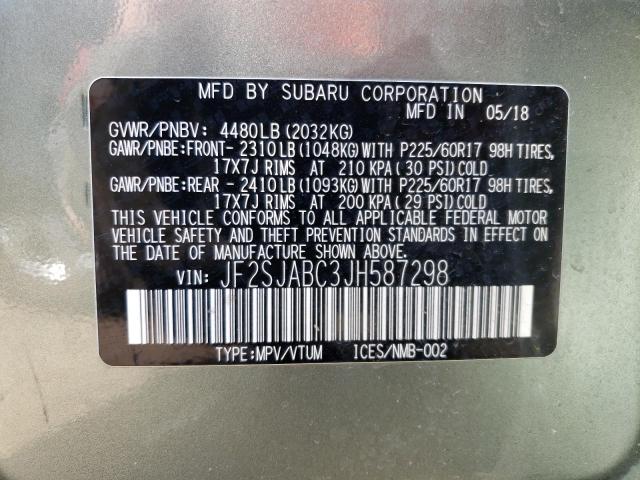 MFD BY SUBARU CORPORATION
MFD IN 05/18
GVWR/PNBV: 4480LB(2032KG)
GAWR/PNBE:FRONT- 2310LB(1048KG)WITH P225/60R17 98H TIRES,
17X7J RIMS AT 210 KPA( 30 PSI)COLD
GAWR/PNBE:REAR - 2410LB(1093KG)WITH P225/60R17 98H TIRES,
17X7J RIMS AT 200 KPA( 29 PSI)COLD
THIS VEHICLE CONFORMS TO ALL APPLICABLE FEDERAL MOTOR
VEHICLE SAFETY AND THEFT PREVENTION STANDARDS IN EFFECT ON
THE DATE OF MANUFACTURE SHOWN ABOVE.
VIN: JF2SJABC3JH587298
TYPE:MPV/VTUM ICES/NMB-002